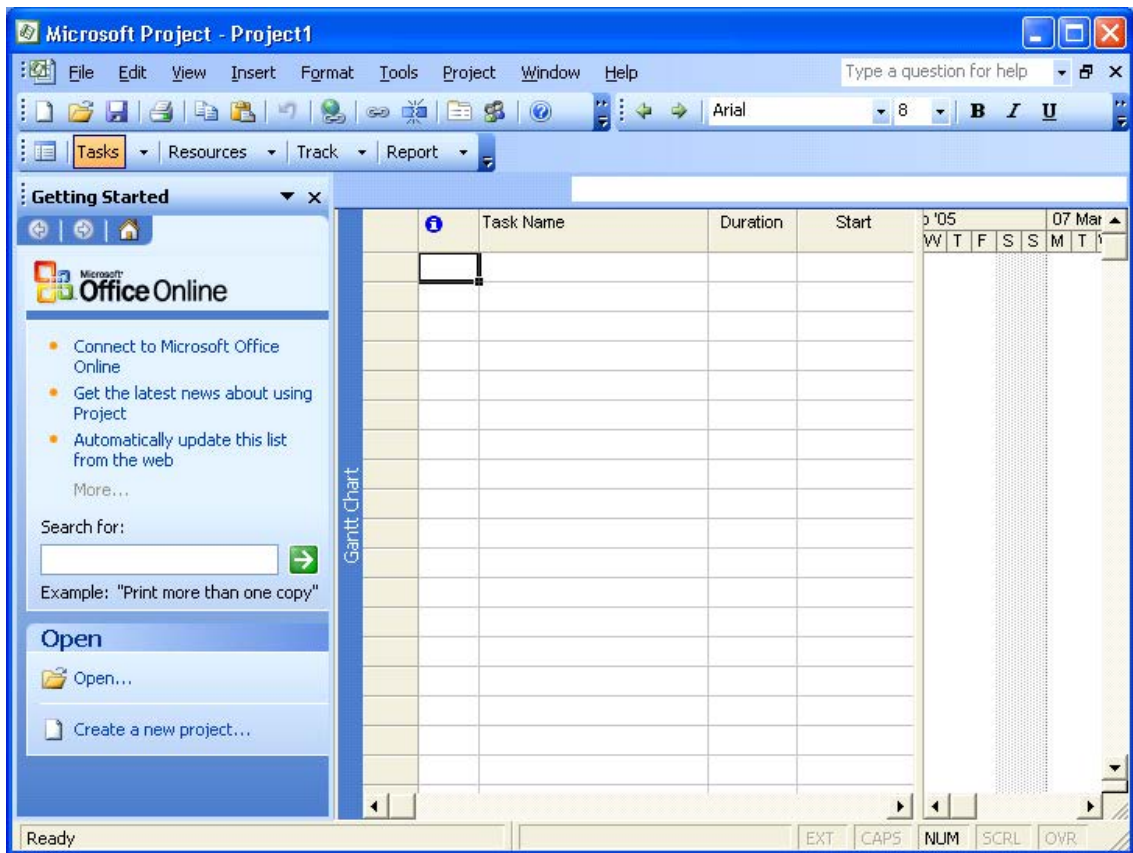 Microsoft Project - Project1
File Edit View Insert Format Tools Project Window Help Type a question for help
Arial 8 B I U
Tasks Resources Track Report
Getting Started
Task Name Duration Start '05 07 Mar
W T F S S M T
Microsoft
Office Online
Connect to Microsoft Office
Online
Get the latest news about using
Project
Automatically update this list
from the web
More...
Search for:
Example: "Print more than one copy"
Open
Open...
Create a new project...
Gantt Chart
Ready EXT CAPS NUM SCRL OVR